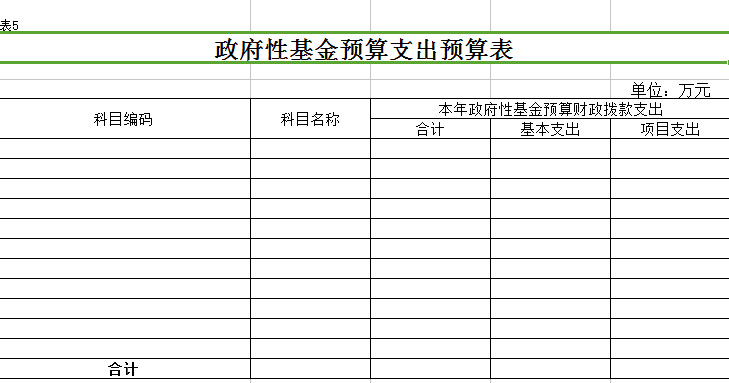 表5
政府性基金预算支出预算表
单位：万元
科目编码 科目名称 本年政府性基金预算财政拨款支出
合计 基本支出 项目支出
合计